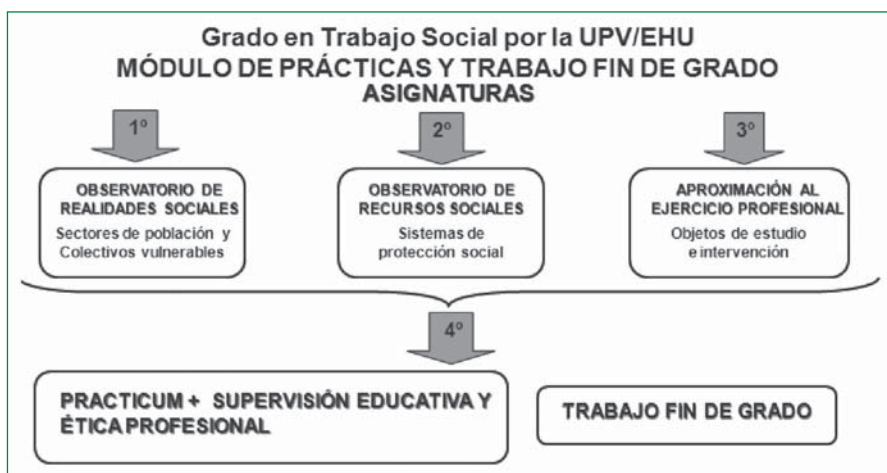 Grado en Trabajo Social por la UPV/EHU
MÓDULO DE PRÁCTICAS Y TRABAJO FIN DE GRADO
ASIGNATURAS
1º
2º
3º
OBSERVATORIO DE
REALIDADES SOCIALES
Sectores de población y
Colectivos vulnerables
OBSERVATORIO DE
RECURSOS SOCIALES
Sistemas de
protección social
APROXIMACIÓN AL
EJERCICIO PROFESIONAL
Objetos de estudio
e intervención
4º
PRACTICUM + SUPERVISIÓN EDUCATIVA Y
ÉTICA PROFESIONAL
TRABAJO FIN DE GRADO